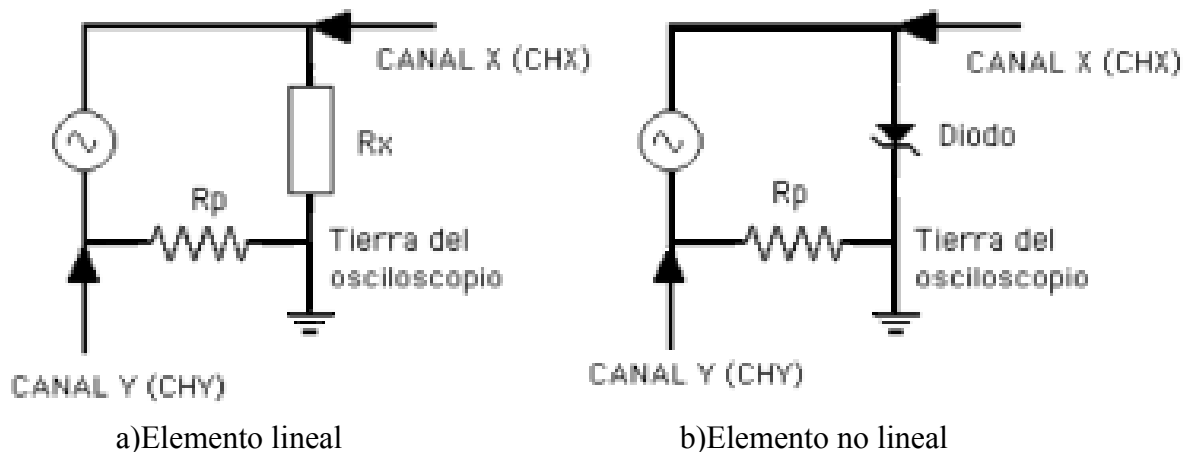 CANAL X (CHX)
Rx
Rp
Tierra del
osciloscopio
CANAL Y (CHY)
a)Elemento lineal
CANAL X (CHX)
Diodo
Rp
Tierra del
osciloscopio
CANAL Y (CHY)
b)Elemento no lineal